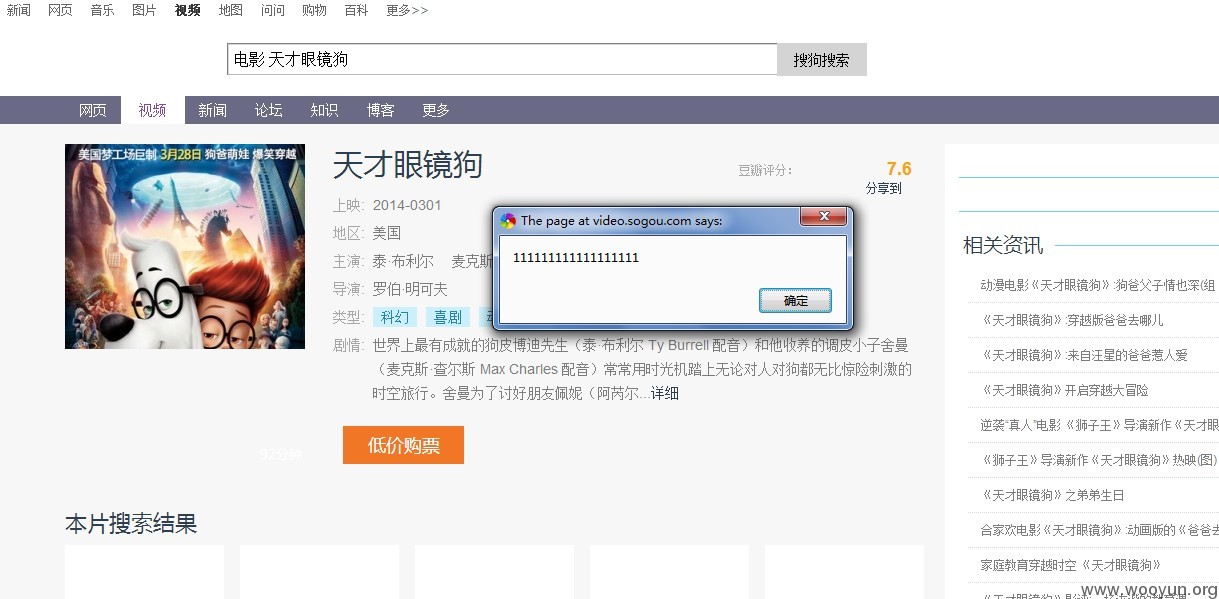 新闻 网页 音乐 图片 视频 地图 问问 购物 百科 更多>>
电影 天才眼镜狗 搜狗搜索
网页 视频 新闻 论坛 知识 博客 更多
美国梦工场巨制 3月28日 狗爸萌娃 爆笑穿越
天才眼镜狗
豆瓣评分: 7.6
分享到
上映: 2014-0301
地区: 美国
主演: 泰·布利尔 麦克斯
导演: 罗伯·明可夫
类型: 科幻 喜剧
剧情: 世界上最有成就的狗皮博迪先生（泰·布利尔 Ty Burrell 配音）和他收养的调皮小子舍曼
（麦克斯·查尔斯 Max Charles 配音）常常用时光机踏上无论对人对狗都无比惊险刺激的
时空旅行。舍曼为了讨好朋友佩妮（阿芮尔...详细
The page at video.sogou.com says:
111111111111111111
确定
92分钟
低价购票
本片搜索结果
相关资讯
动漫电影《天才眼镜狗》:狗爸父子情也深(组
《天才眼镜狗》:穿越版爸爸去哪儿
《天才眼镜狗》:来自汪星的爸爸惹人爱
《天才眼镜狗》开启穿越大冒险
逆袭"真人"电影 《狮子王》导演新作《天才眼
《狮子王》导演新作《天才眼镜狗》热映(图)
《天才眼镜狗》之弟弟生日
合家欢电影《天才眼镜狗》:动画版的《爸爸去
家庭教育穿越时空 《天才眼镜狗》
www.wooyun.org